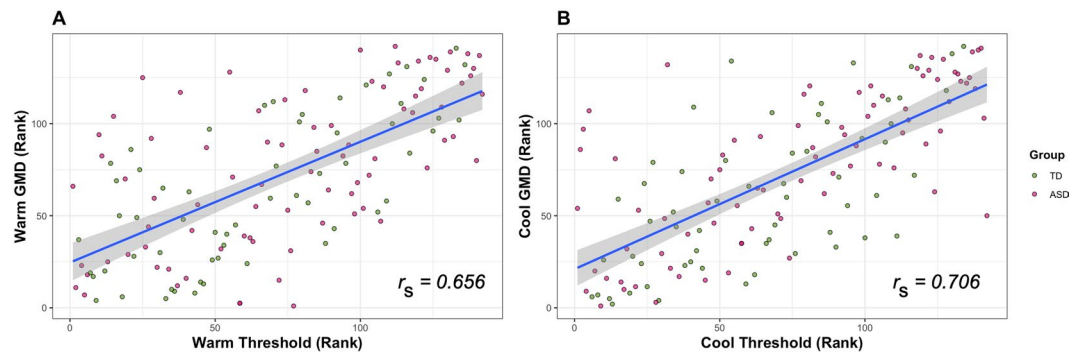 A
Warm GMD (Rank)
100
50
0
0
50
100
Warm Threshold (Rank)
rS = 0.656
B
Cool GMD (Rank)
100
50
0
0
50
100
Cool Threshold (Rank)
rS = 0.706
Group
TD
ASD